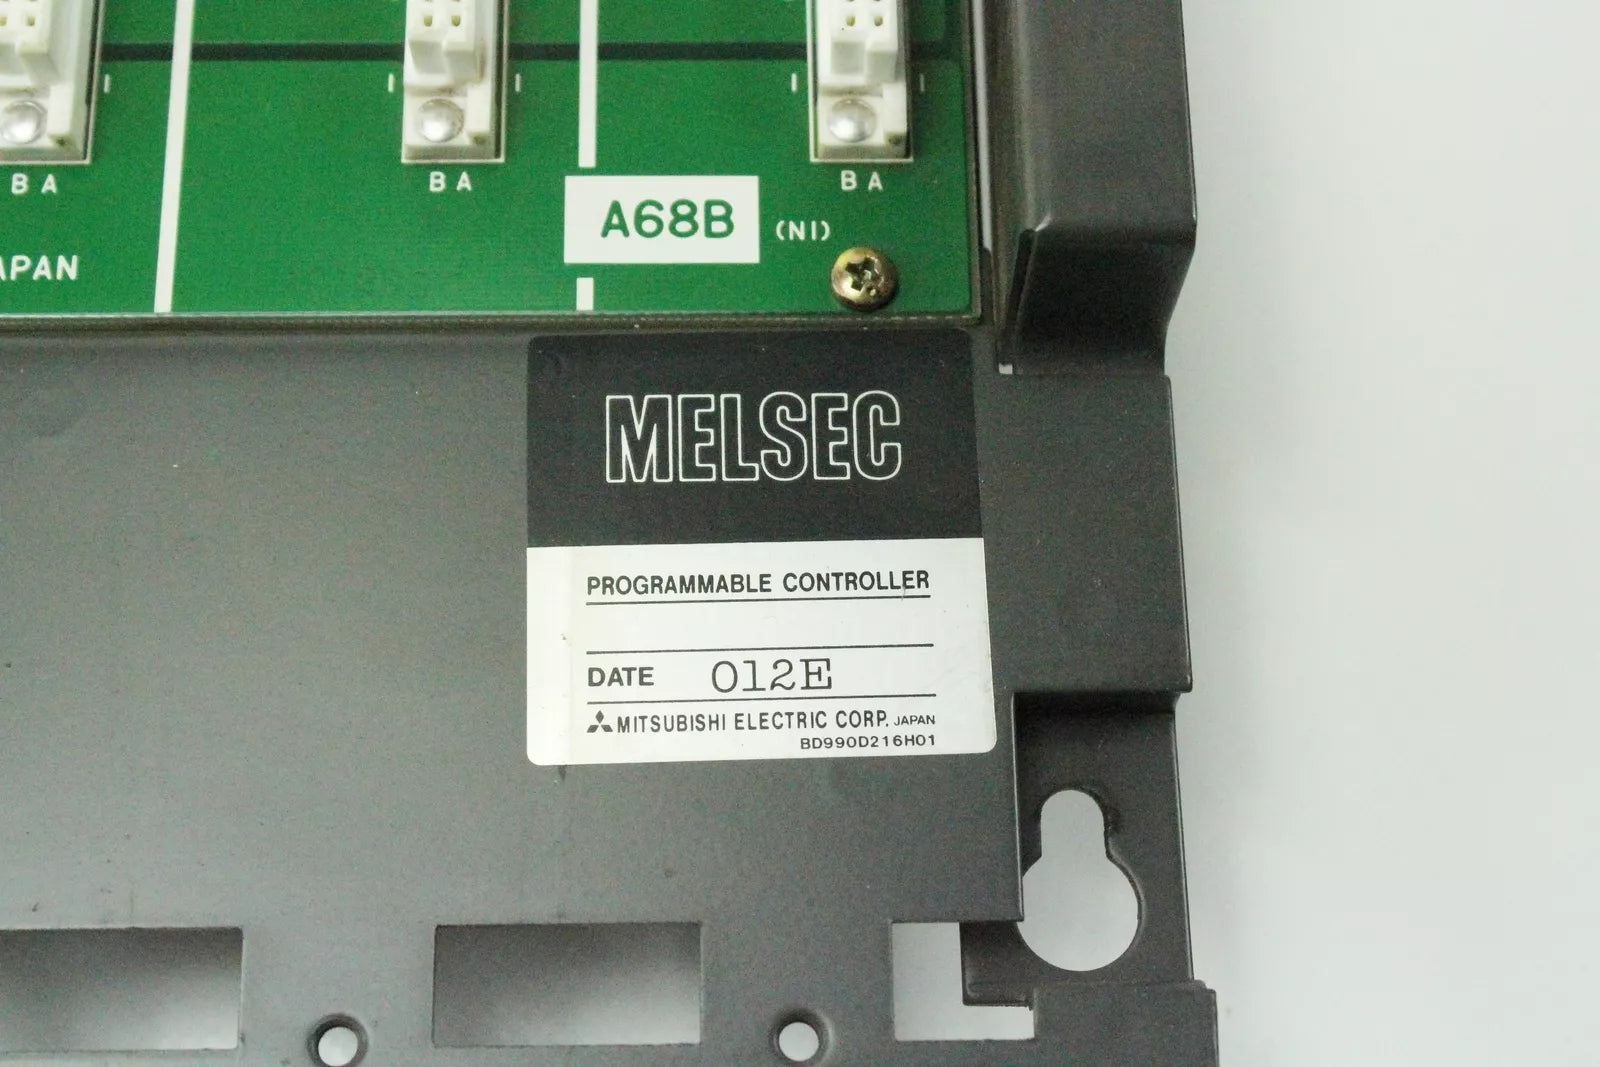 B A
B A
B A
A68B (NI)
APAN
MELSEC
PROGRAMMABLE CONTROLLER
DATE 012E
MITSUBISHI ELECTRIC CORP. JAPAN
BD990D216H01